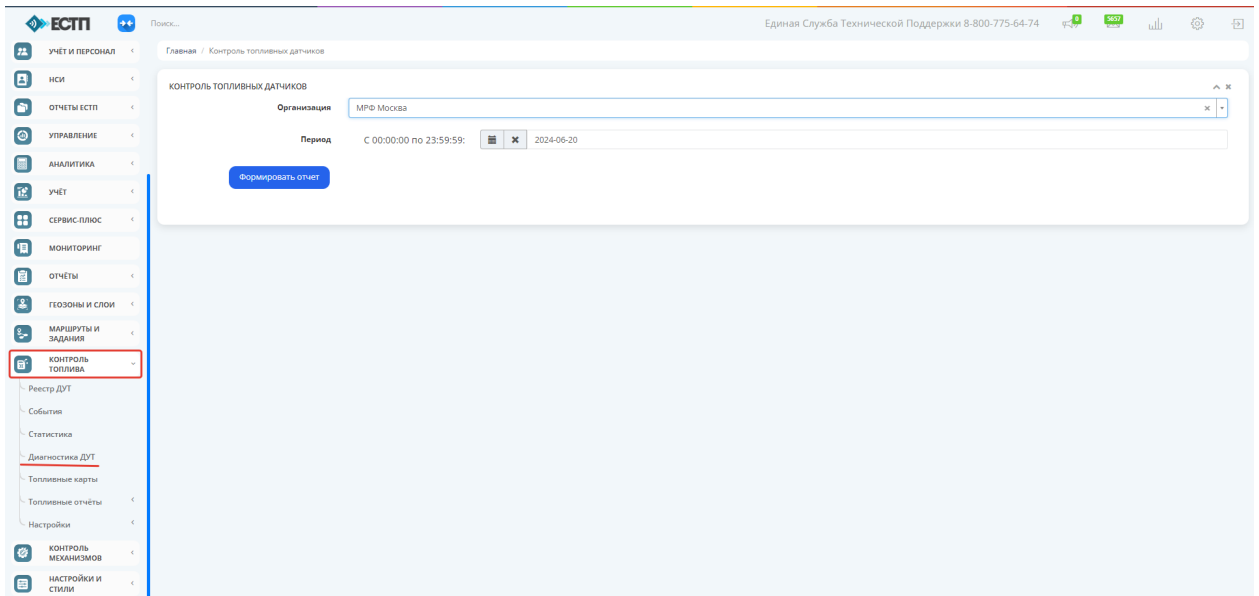 ЕСТП
Поиск...
Единая Служба Технической Поддержки 8-800-775-64-74
0
5657
УЧЁТ И ПЕРСОНАЛ
НСИ
ОТЧЕТЫ ЕСТП
УПРАВЛЕНИЕ
АНАЛИТИКА
УЧЁТ
СЕРВИС-ПЛЮС
МОНИТОРИНГ
ОТЧЁТЫ
ГЕОЗОНЫ И СЛОИ
МАРШРУТЫ И
ЗАДАНИЯ
КОНТРОЛЬ
ТОПЛИВА
Реестр ДУТ
События
Статистика
Диагностика ДУТ
Топливные карты
Топливные отчёты
Настройки
КОНТРОЛЬ
МЕХАНИЗМОВ
НАСТРОЙКИ И
СТИЛИ
Главная / Контроль топливных датчиков
КОНТРОЛЬ ТОПЛИВНЫХ ДАТЧИКОВ
Организация
МРФ Москва
Период
С 00:00:00 по 23:59:59:
2024-06-20
Формировать отчет